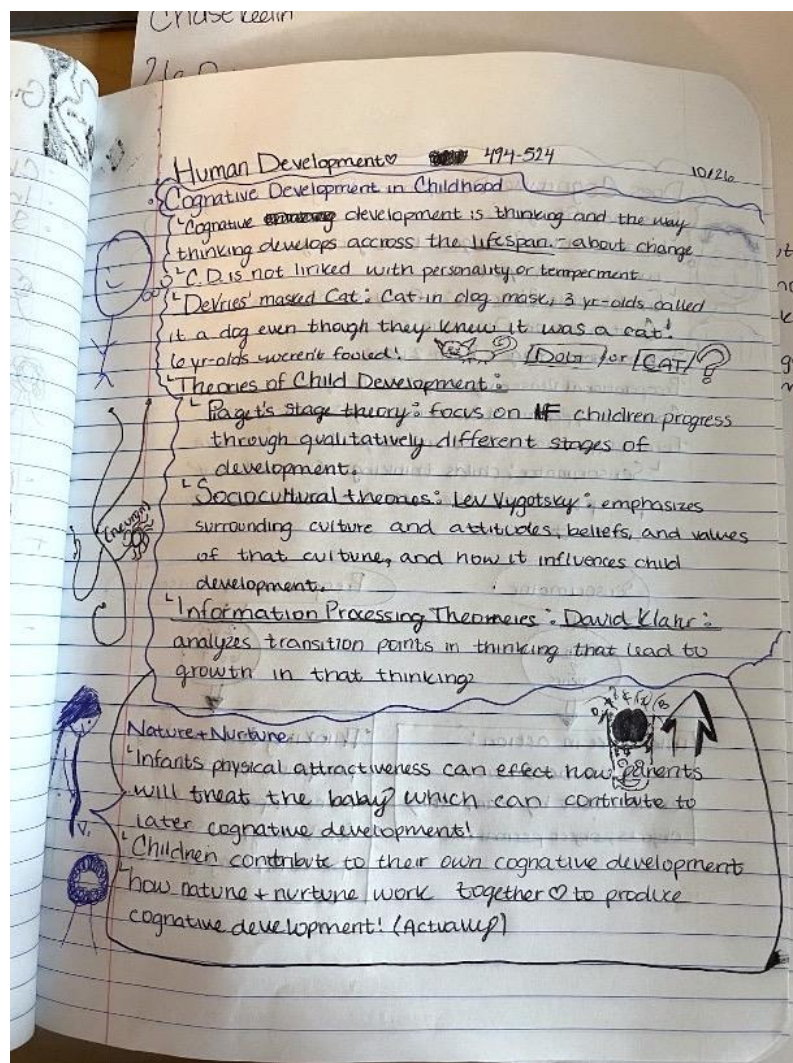 Chase Keelin
Human Development♡ 494-524
10/26
Cognative Development in Childhood
Cognative development is thinking and the way
thinking develops accross the lifespan. - about change
C.D. is not linked with personality or temperment
DeVries' masked Cat: Cat in dog mask, 3 yr-olds called
it a dog even though they knew it was a cat!
6 yr-olds weren't fooled! DOG or CAT?
Theories of Child Development:
Piaget's stage theory: focus on children progress
through qualitatively different stages of
development.
(neuron)
Sociocultural theories: Lev Vygotsky: emphasizes
surrounding culture and attitudes, beliefs, and values
of that culture, and how it influences child
development.
Information Processing Theomeies: David Klahr:
analyzes transition points in thinking that lead to
growth in that thinking?
Nature + Nurture
Infants physical attractiveness can effect how parents
will treat the baby? which can contribute to
later cognative development!
Children contribute to their own cognative development
how nature + nurture work together♡ to produce
cognative development! (Actually)